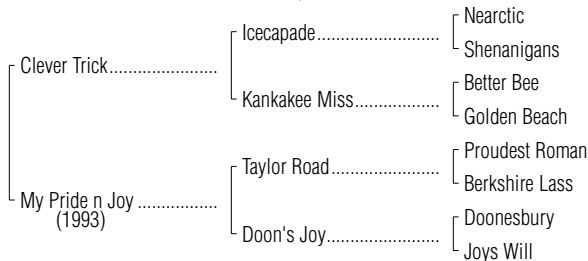 Nearctic
Icecapade....................................
Shenanigans
Clever Trick.......................
Better Bee
Kankakee Miss.........................
Golden Beach
Proudest Roman
Taylor Road................................
Berkshire Lass
My Pride n Joy .................
(1993)
Doonesbury
Doon's Joy.................................
Joys Will